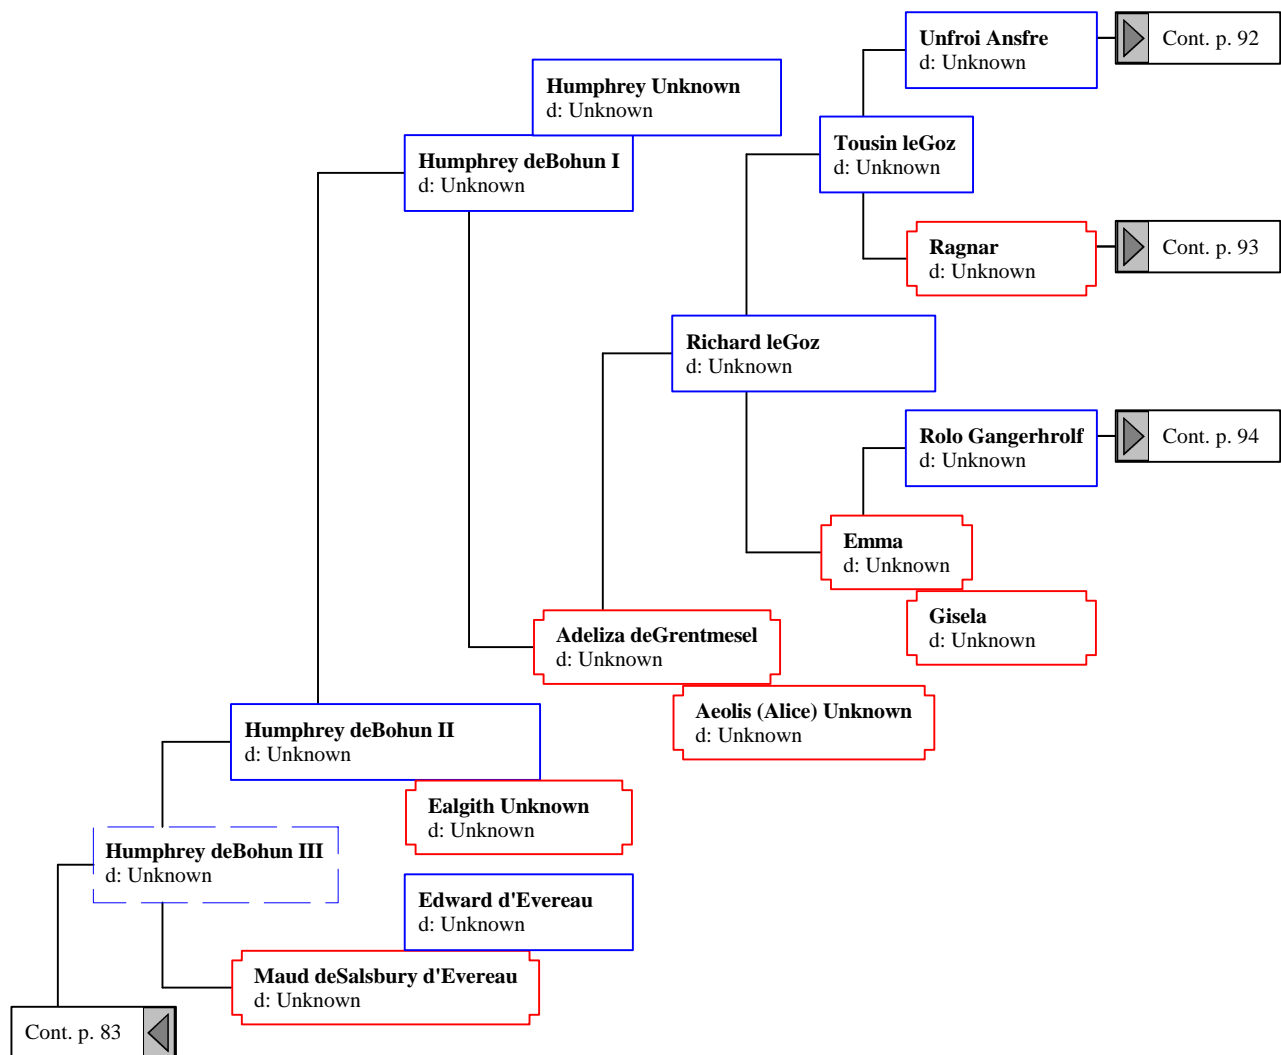 Unfroi Ansfre
d: Unknown
Cont. p. 92
Humphrey Unknown
d: Unknown
Tousin leGoz
d: Unknown
Humphrey deBohun I
d: Unknown
Ragnar
d: Unknown
Cont. p. 93
Richard leGoz
d: Unknown
Rolo Gangerhrolf
d: Unknown
Cont. p. 94
Emma
d: Unknown
Gisela
d: Unknown
Adeliza deGrentmesel
d: Unknown
Aeolis (Alice) Unknown
d: Unknown
Humphrey deBohun II
d: Unknown
Ealgith Unknown
d: Unknown
Humphrey deBohun III
d: Unknown
Edward d'Evereau
d: Unknown
Maud deSalsbury d'Evereau
d: Unknown
Cont. p. 83